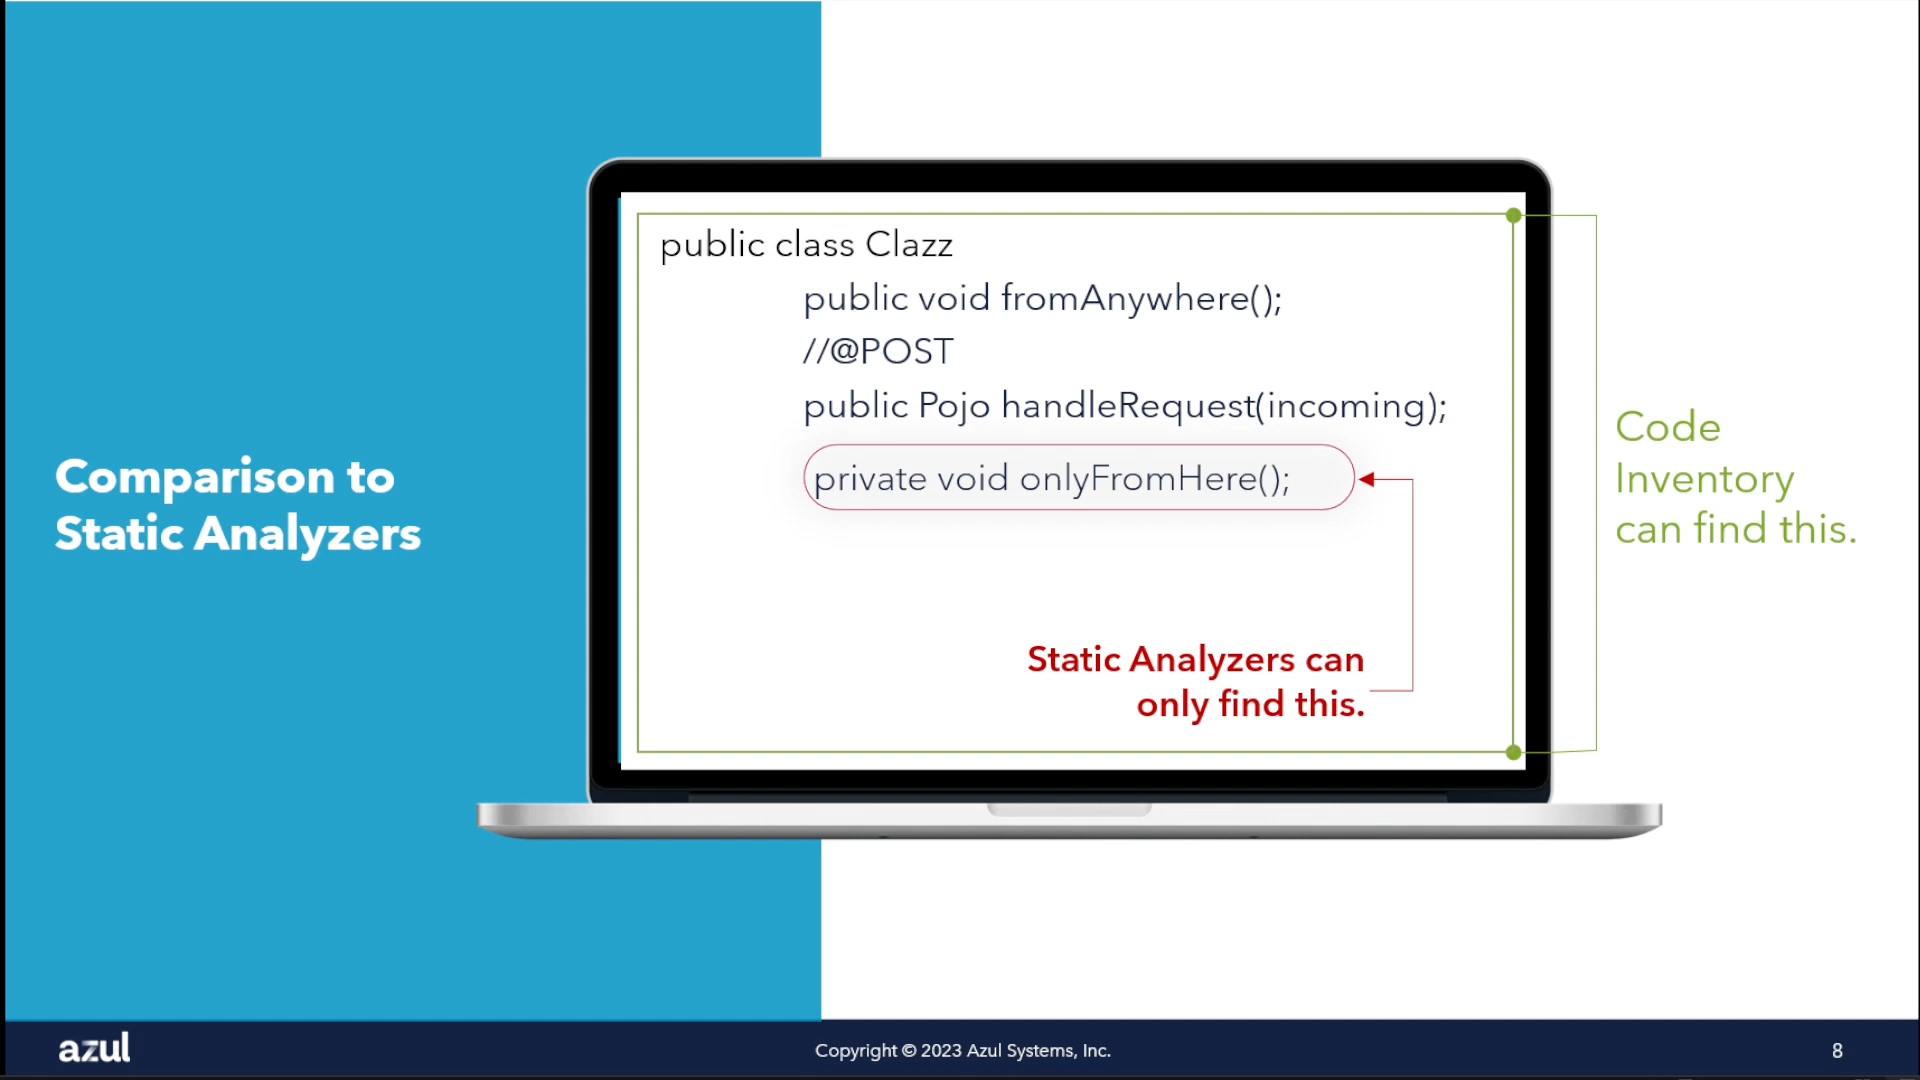 Comparison to
Static Analyzers
public class Clazz
public void fromAnywhere();
//@POST
public Pojo handleRequest(incoming);
private void onlyFromHere();
Static Analyzers can
only find this.
Code
Inventory
can find this.
azul
Copyright © 2023 Azul Systems, Inc.
8